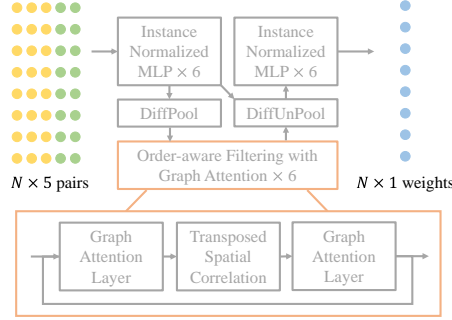 Instance
Normalized
MLP × 6
Instance
Normalized
MLP × 6
DiffPool
DiffUnPool
Order-aware Filtering with
Graph Attention × 6
N × 5 pairs
N × 1 weights
Graph
Attention
Layer
Transposed
Spatial
Correlation
Graph
Attention
Layer